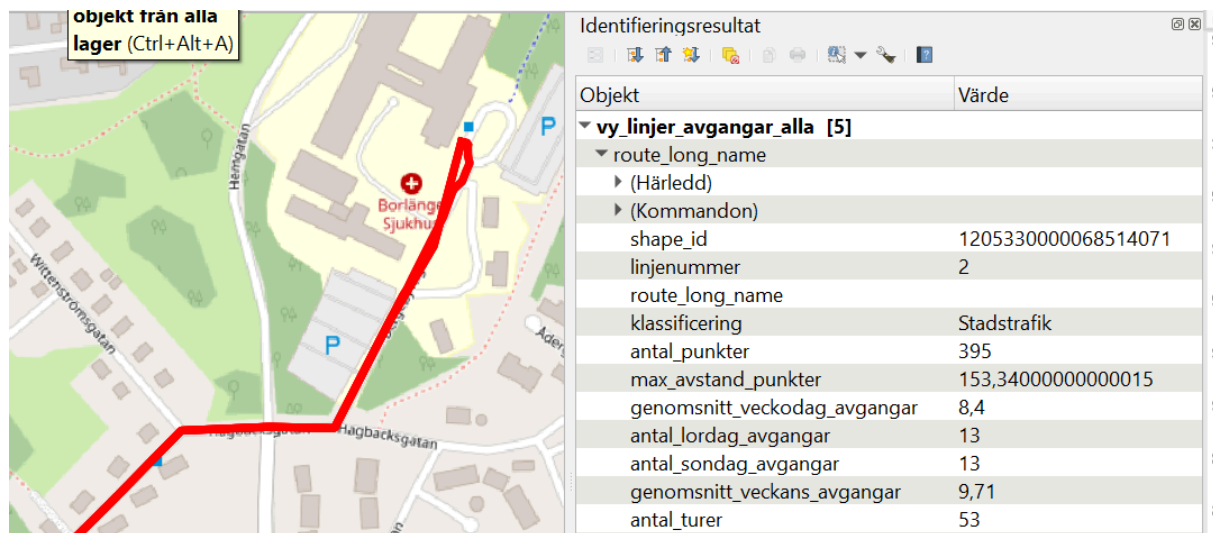 objekt från alla
lager (Ctrl+Alt+A)
Hemgatan
P
Borlänge
Sjukhus
Wittenströmsgatan
P
Hagbacksgatan
Hagbacksgatan
Identifieringsresultat
Objekt Värde
vy_linjer_avgangar_alla [5]
route_long_name
(Härledd)
(Kommandon)
shape_id 1205330000068514071
linjenummer 2
route_long_name
klassificering Stadstrafik
antal_punkter 395
max_avstand_punkter 153,34000000000015
genomsnitt_veckodag_avgangar 8,4
antal_lordag_avgangar 13
antal_sondag_avgangar 13
genomsnitt_veckans_avgangar 9,71
antal_turer 53